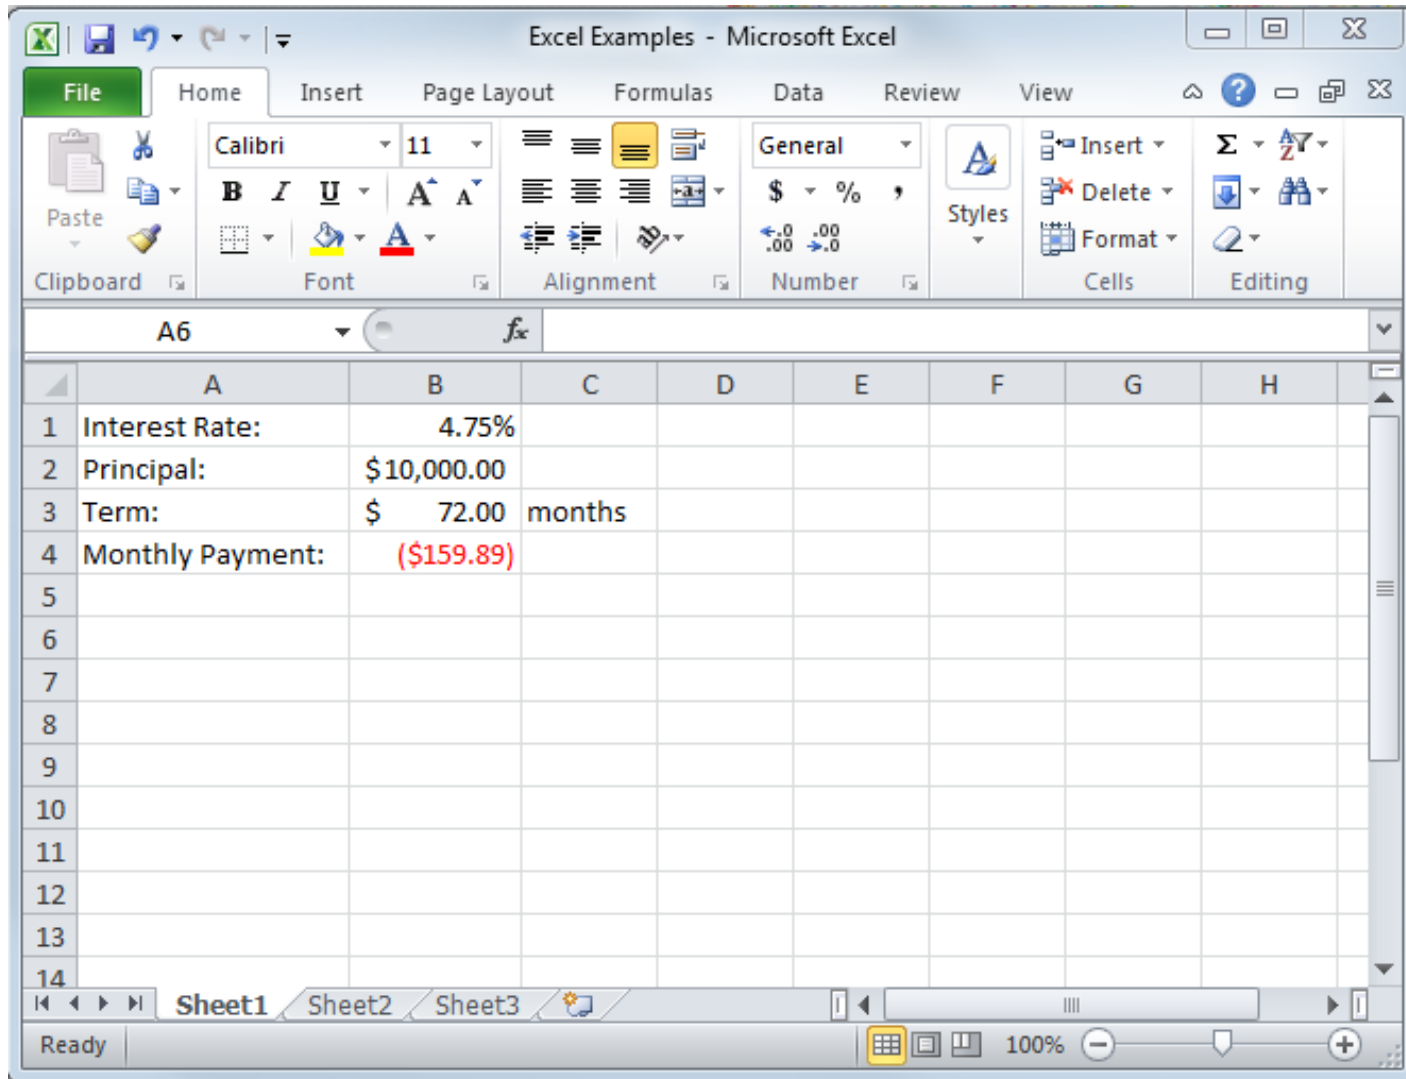 Excel Examples - Microsoft Excel
File Home Insert Page Layout Formulas Data Review View
Calibri 11 General Insert
Paste B I U A A $ % , Styles Delete
A Format
Clipboard Font Alignment Number Cells Editing
A6 fx
A B C D E F G H
1 Interest Rate: 4.75%
2 Principal: $10,000.00
3 Term: $ 72.00 months
4 Monthly Payment: ($159.89)
5
6
7
8
9
10
11
12
13
14
Sheet1 Sheet2 Sheet3
Ready 100%